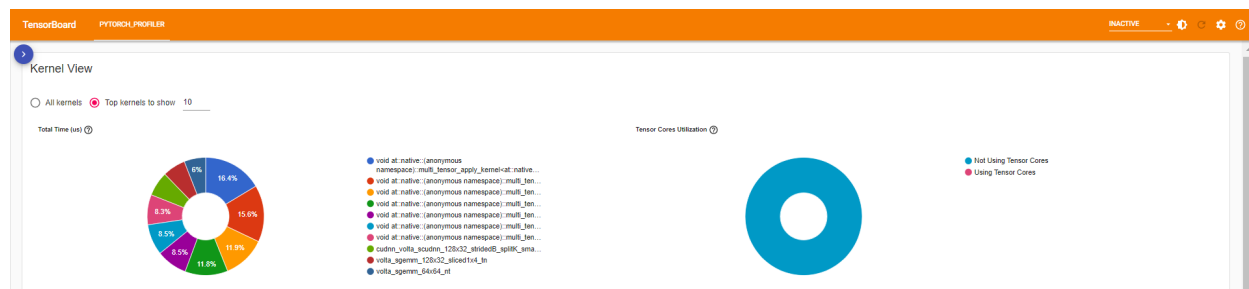 TensorBoard PYTORCH_PROFILER INACTIVE
Kernel View
All kernels Top kernels to show 10
Total Time (us)
6%
16.4%
15.6%
11.9%
11.8%
8.5%
8.5%
8.3%
void at::native::(anonymous
namespace)::multi_tensor_apply_kernel<at::native...
void at::native::(anonymous namespace)::multi_ten...
void at::native::(anonymous namespace)::multi_ten...
void at::native::(anonymous namespace)::multi_ten...
void at::native::(anonymous namespace)::multi_ten...
void at::native::(anonymous namespace)::multi_ten...
void at::native::(anonymous namespace)::multi_ten...
cudnn_volta_scudnn_128x32_stridedB_splitK_sma...
volta_sgemm_128x32_sliced1x4_tn
volta_sgemm_64x64_nt
Tensor Cores Utilization
Not Using Tensor Cores
Using Tensor Cores